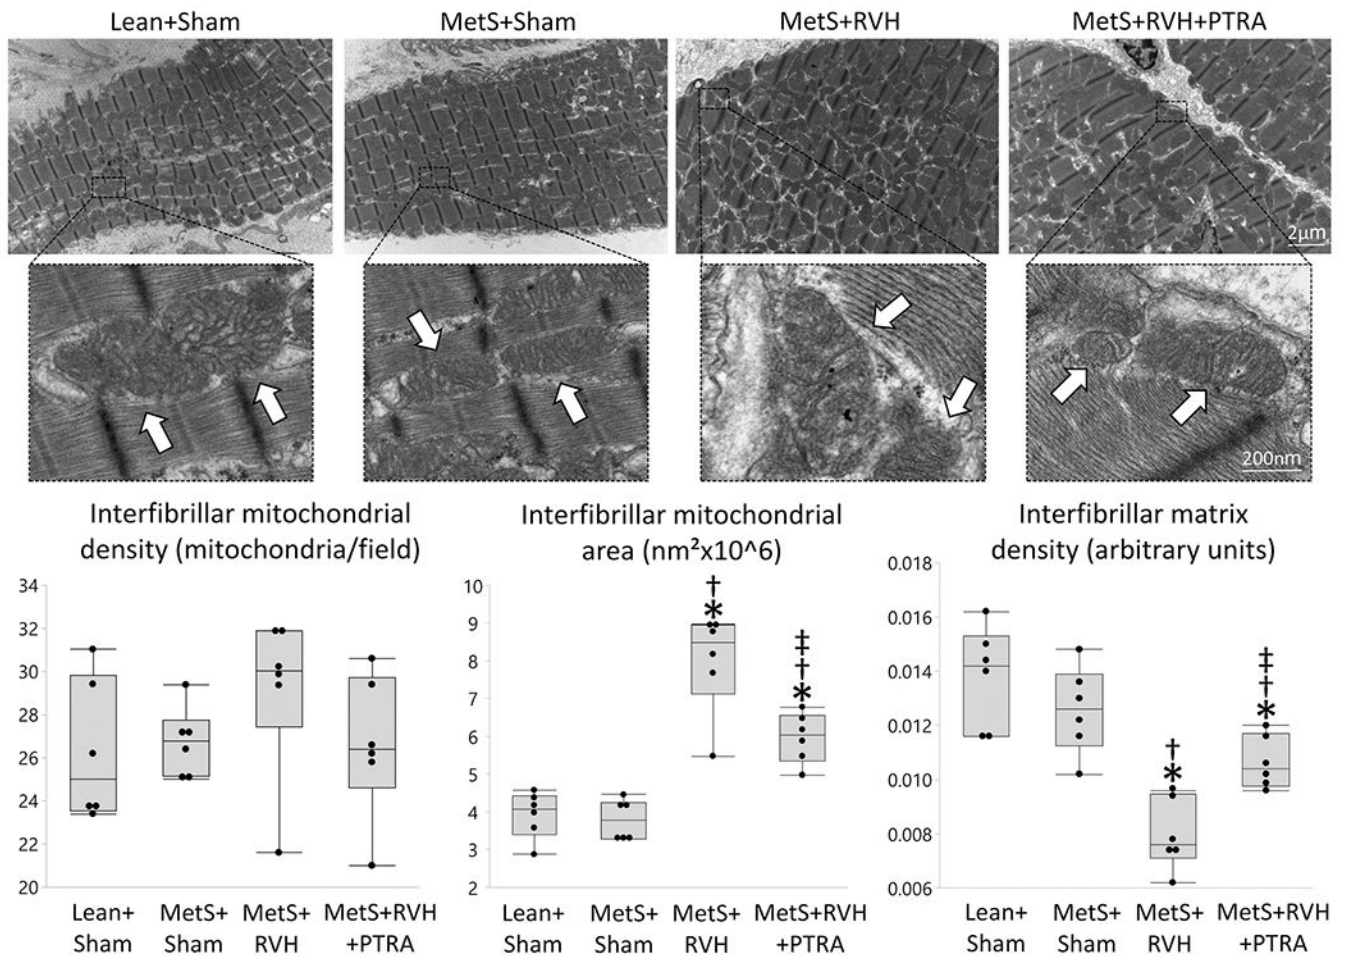 Lean+Sham
MetS+Sham
MetS+RVH
MetS+RVH+PTRA
2µm
200nm
Interfibrillar mitochondrial
density (mitochondria/field)
34
32
30
28
26
24
22
20
Lean+
Sham
MetS+
Sham
MetS+
RVH
MetS+RVH
+PTRA
Interfibrillar mitochondrial
area (nm²x10^6)
10
9
8
7
6
5
4
3
2
†
*
‡
†
*
Lean+
Sham
MetS+
Sham
MetS+
RVH
MetS+RVH
+PTRA
Interfibrillar matrix
density (arbitrary units)
0.018
0.016
0.014
0.012
0.010
0.008
0.006
†
*
‡
†
*
Lean+
Sham
MetS+
Sham
MetS+
RVH
MetS+RVH
+PTRA